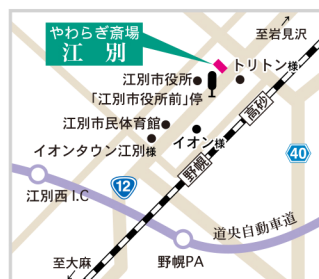 至岩見沢
やわらぎ斎場
江別
トリトン様
江別市役所
「江別市役所前」停
高砂
江別市民体育館
イオン様
イオンタウン江別様
野幌
40
12
江別西I.C
道央自動車道
野幌PA
至大麻